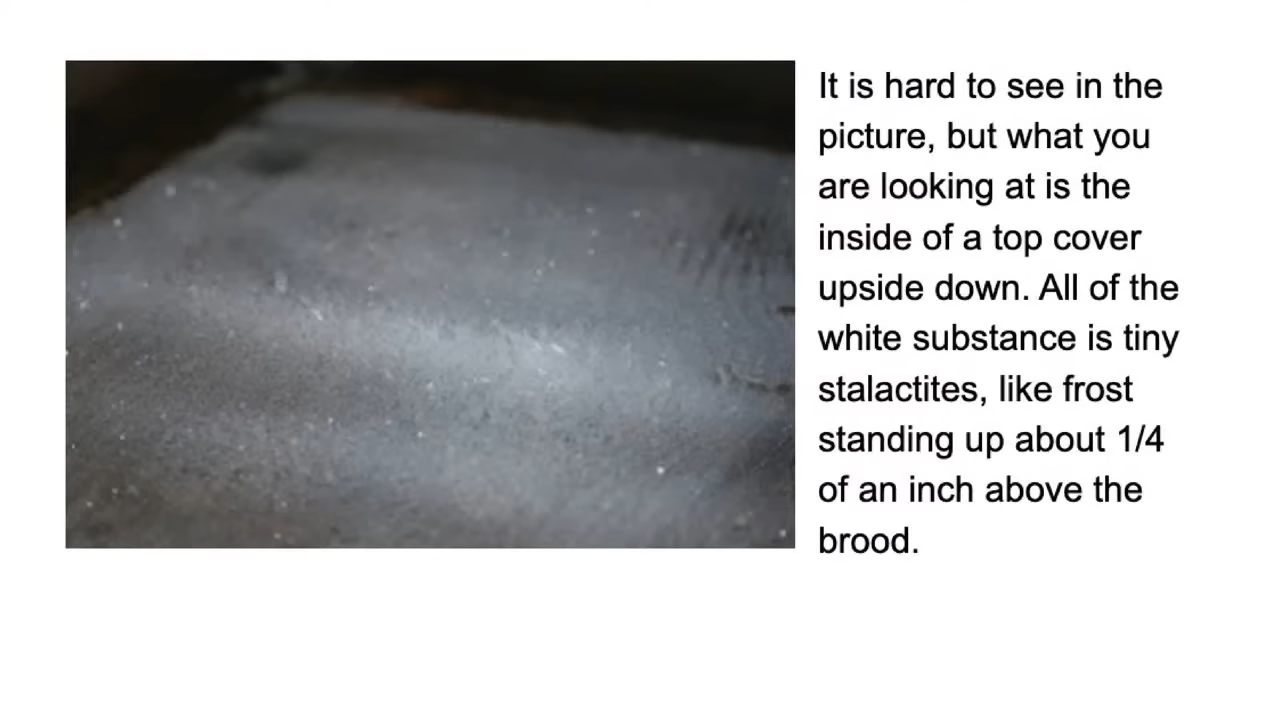 It is hard to see in the
picture, but what you
are looking at is the
inside of a top cover
upside down. All of the
white substance is tiny
stalactites, like frost
standing up about 1/4
of an inch above the
brood.